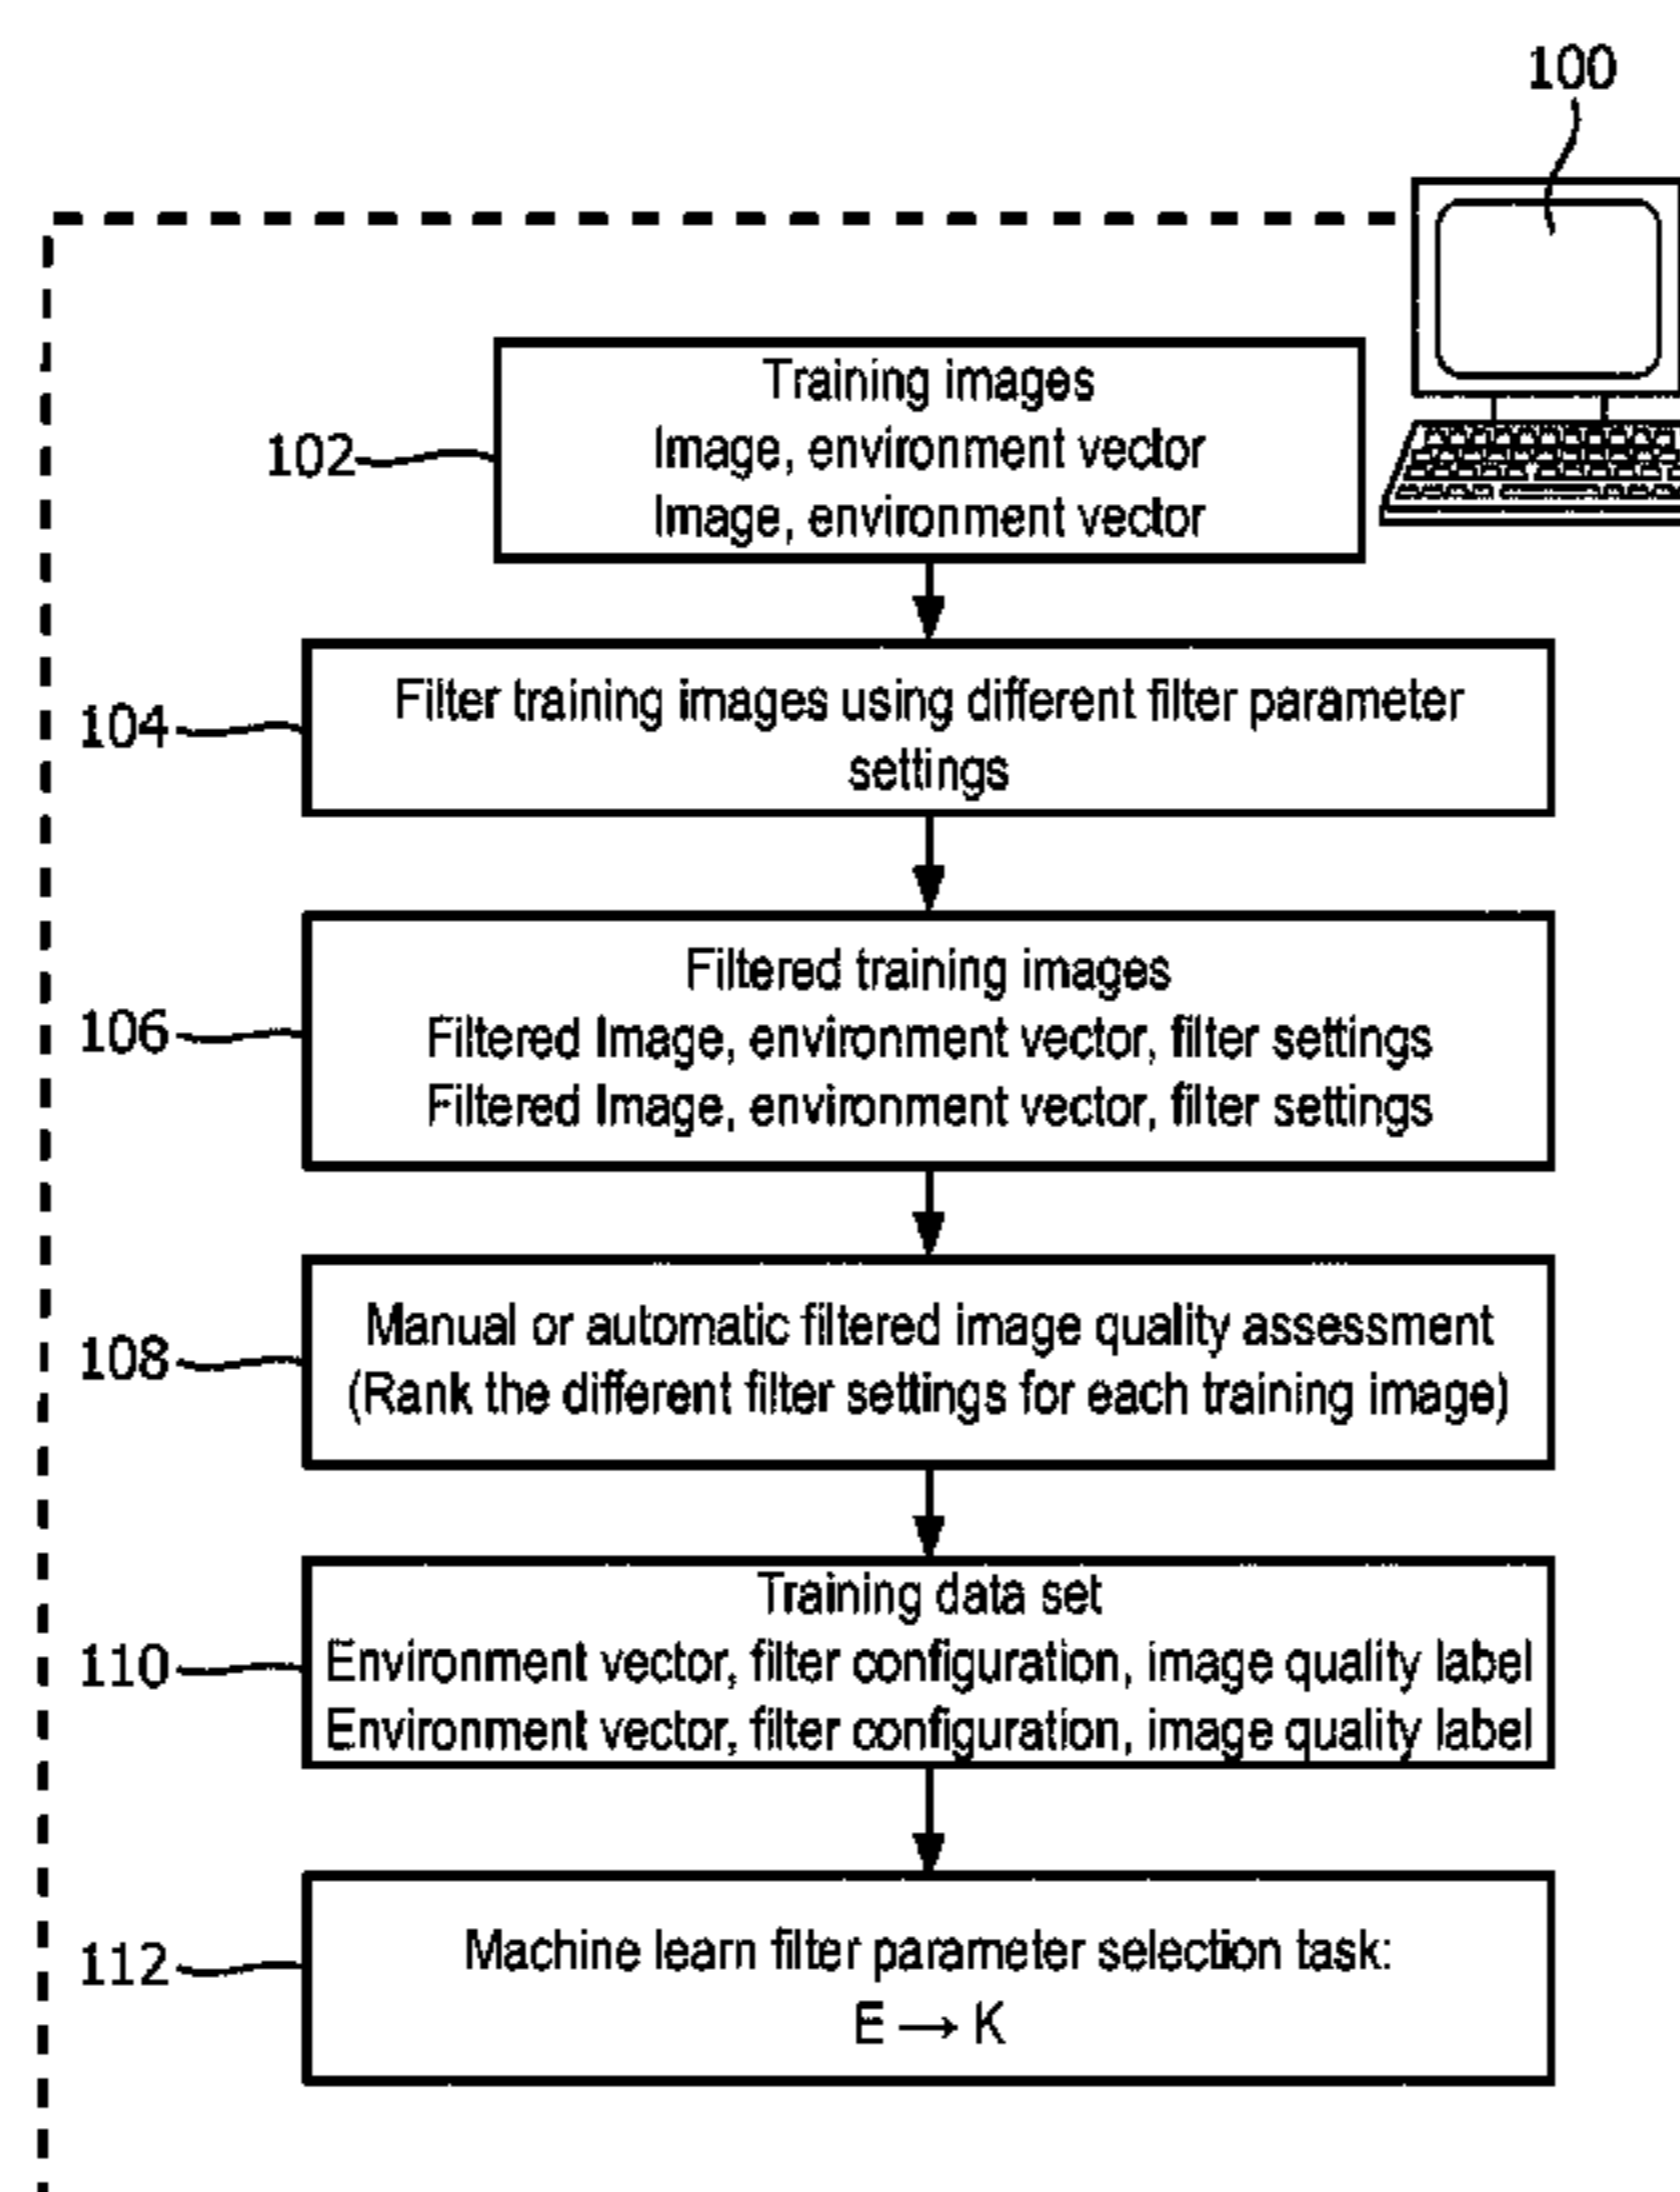 100
102
Training images
Image, environment vector
Image, environment vector
104
Filter training images using different filter parameter
settings
106
Filtered training images
Filtered Image, environment vector, filter settings
Filtered Image, environment vector, filter settings
108
Manual or automatic filtered image quality assessment
(Rank the different filter settings for each training image)
110
Training data set
Environment vector, filter configuration, image quality label
Environment vector, filter configuration, image quality label
112
Machine learn filter parameter selection task:
E → K